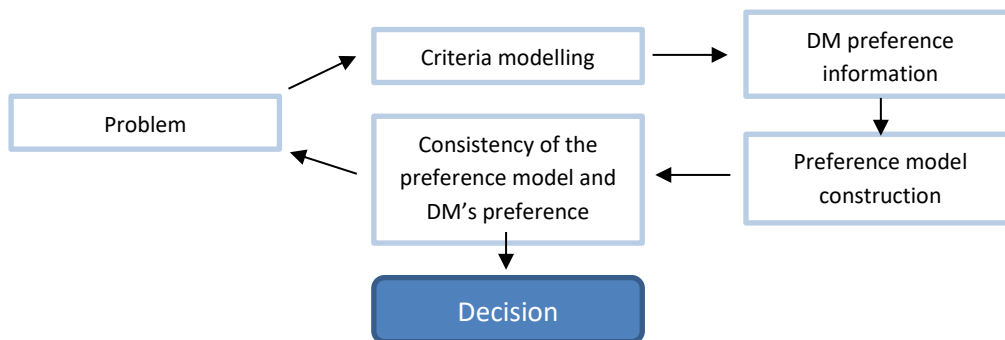 Problem
Criteria modelling
DM preference
information
Preference model
construction
Consistency of the
preference model and
DM’s preference
Decision